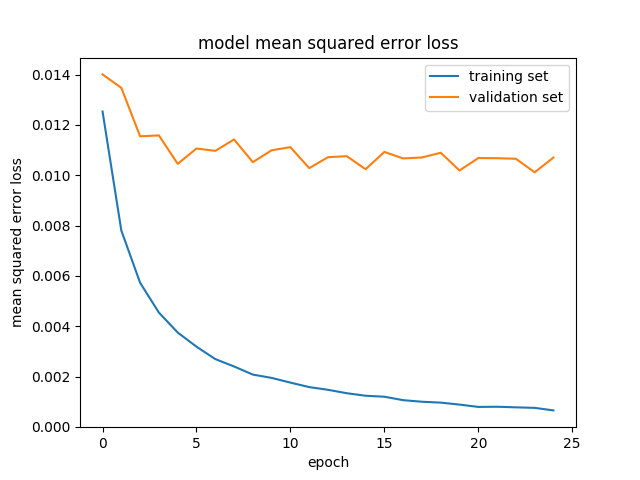 model mean squared error loss
training set
validation set
0.014
0.012
0.010
0.008
0.006
0.004
0.002
0.000
mean squared error loss
0 5 10 15 20 25
epoch